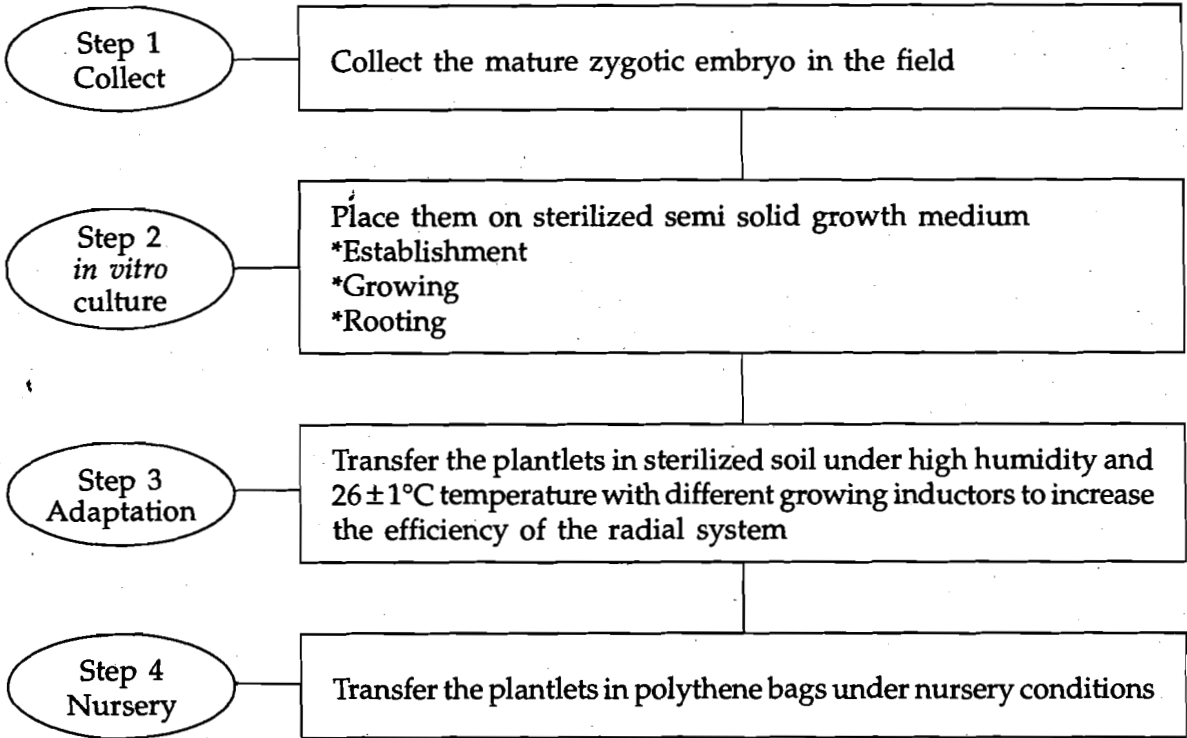 Step 1
Collect
Collect the mature zygotic embryo in the field
Step 2
in vitro
culture
Place them on sterilized semi solid growth medium
*Establishment
*Growing
*Rooting
Step 3
Adaptation
Transfer the plantlets in sterilized soil under high humidity and
26±1°C temperature with different growing inductors to increase
the efficiency of the radial system
Step 4
Nursery
Transfer the plantlets in polythene bags under nursery conditions